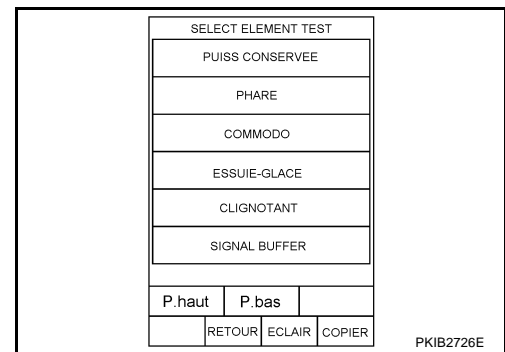 SELECT ELEMENT TEST
PUISS CONSERVEE
PHARE
COMMODO
ESSUIE-GLACE
CLIGNOTANT
SIGNAL BUFFER
P.haut P.bas
RETOUR ECLAIR COPIER
PKIB2726E